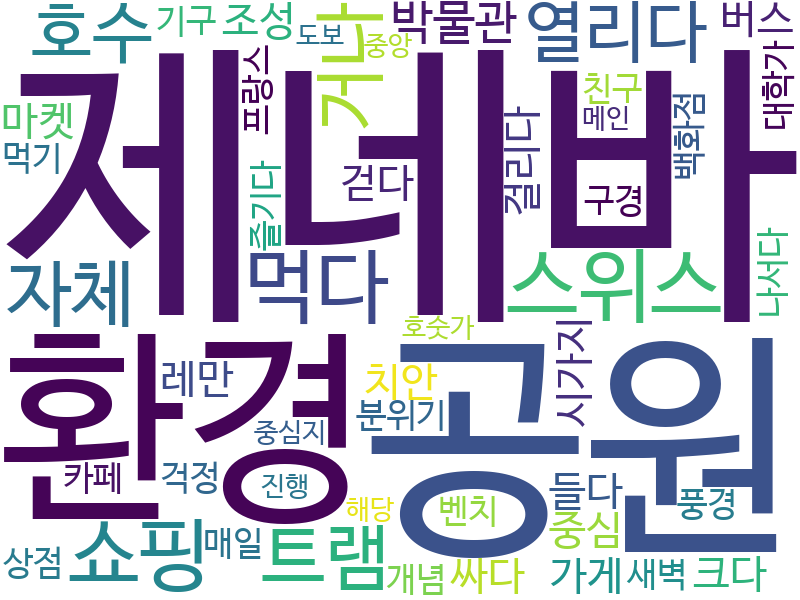 호수
기구
조성
도보
중앙
거나
박물관
열리다
버스
제네바
마켓
먹기
프랑스
즐기다
걷다
걸리다
친구
메인
구경
백화점
대학가
나서다
자체
먹다
스위스
호숫가
환경
공원
레만
치안
시가지
분위기
중심지
카페
걱정
진행
해당
벤치
들다
풍경
중심
상점
쇼핑
매일
트램
개념
싸다
가게
새벽
크다